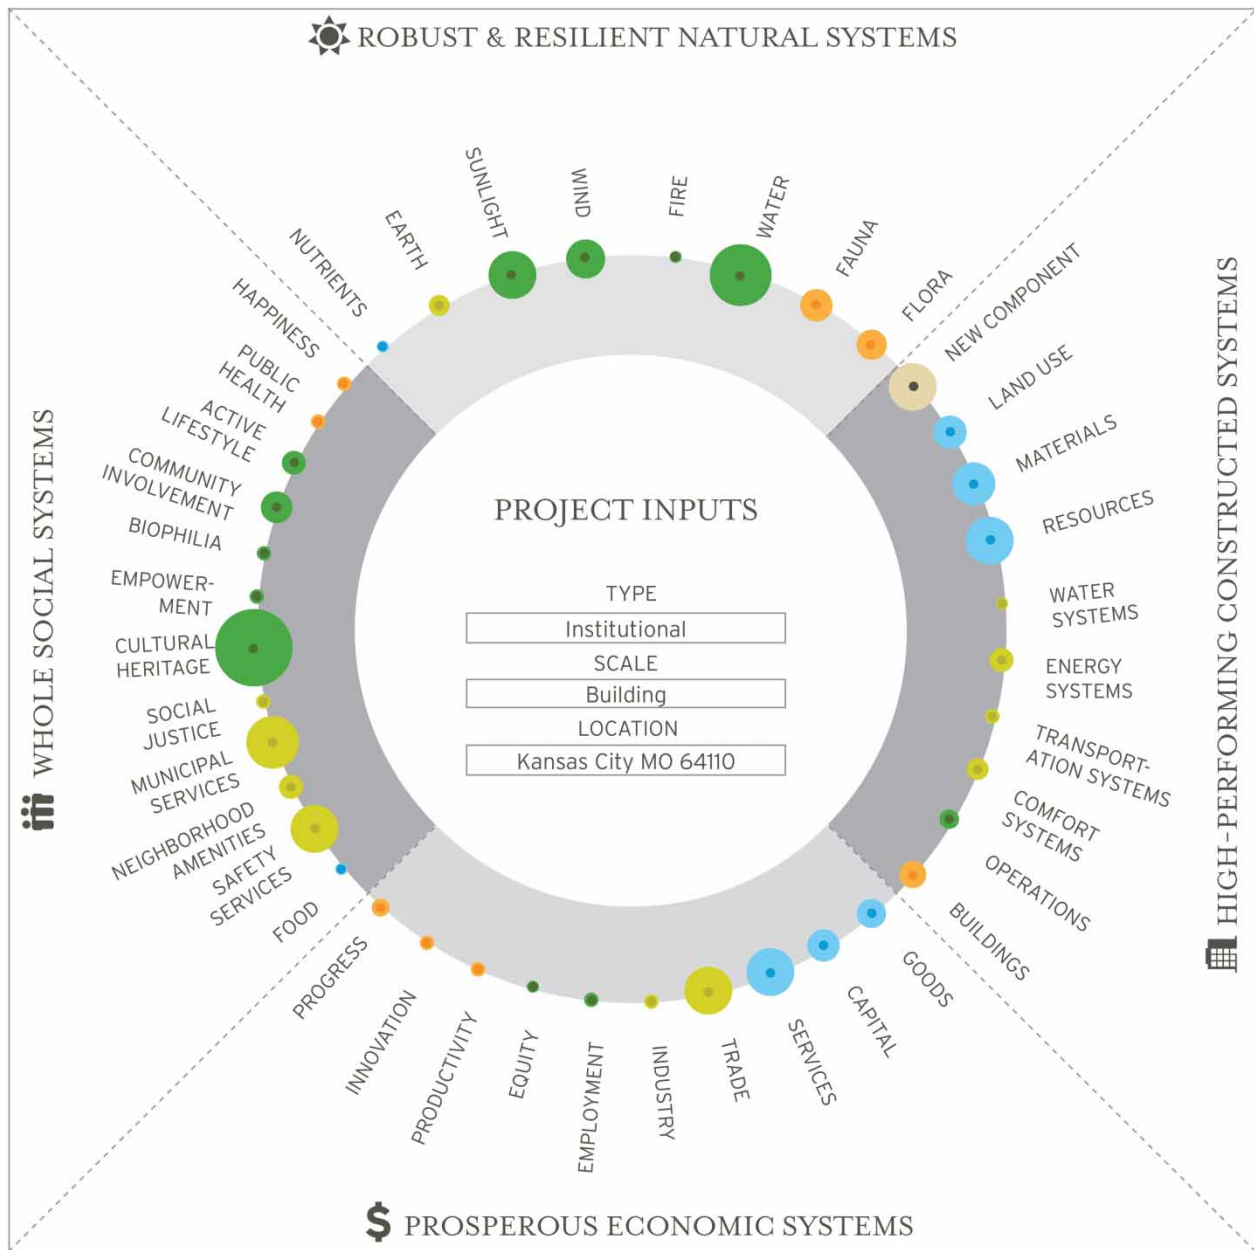 ROBUST & RESILIENT NATURAL SYSTEMS
NUTRIENTS
EARTH
SUNLIGHT
WIND
FIRE
WATER
FAUNA
FLORA
HIGH-PERFORMING CONSTRUCTED SYSTEMS
NEW COMPONENT
LAND USE
MATERIALS
RESOURCES
WATER
SYSTEMS
ENERGY
SYSTEMS
TRANSPORT-
ATION SYSTEMS
COMFORT
SYSTEMS
OPERATIONS
BUILDINGS
GOODS
CAPITAL
SERVICES
TRADE
INDUSTRY
EMPLOYMENT
EQUITY
PRODUCTIVITY
INNOVATION
PROGRESS
$ PROSPEROUS ECONOMIC SYSTEMS
WHOLE SOCIAL SYSTEMS
HAPPINESS
PUBLIC
HEALTH
ACTIVE
LIFESTYLE
COMMUNITY
INVOLVEMENT
BIOPHILIA
EMPOWER-
MENT
CULTURAL
HERITAGE
SOCIAL
JUSTICE
MUNICIPAL
SERVICES
NEIGHBORHOOD
AMENITIES
SAFETY
SERVICES
FOOD
PROJECT INPUTS
TYPE
Institutional
SCALE
Building
LOCATION
Kansas City MO 64110